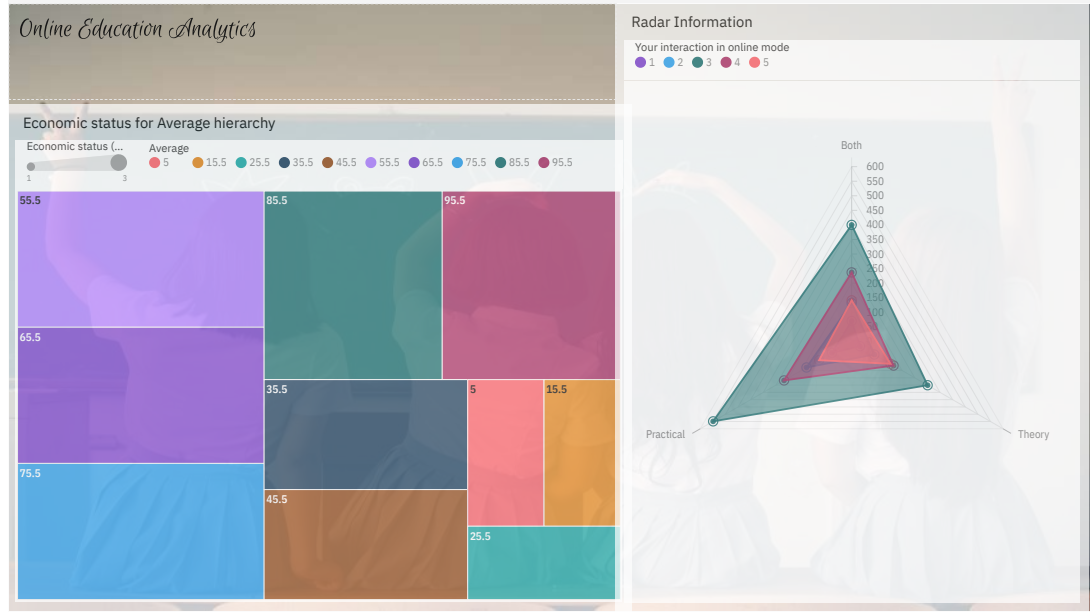 Online Education Analytics
Economic status for Average hierarchy
Economic status (...
1 3
Average
5 15.5 25.5 35.5 45.5 55.5 65.5 75.5 85.5 95.5
55.5
85.5
95.5
65.5
35.5
5
15.5
75.5
45.5
25.5
Radar Information
Your interaction in online mode
1 2 3 4 5
Both
600
550
500
450
400
350
300
250
200
150
100
Practical
Theory